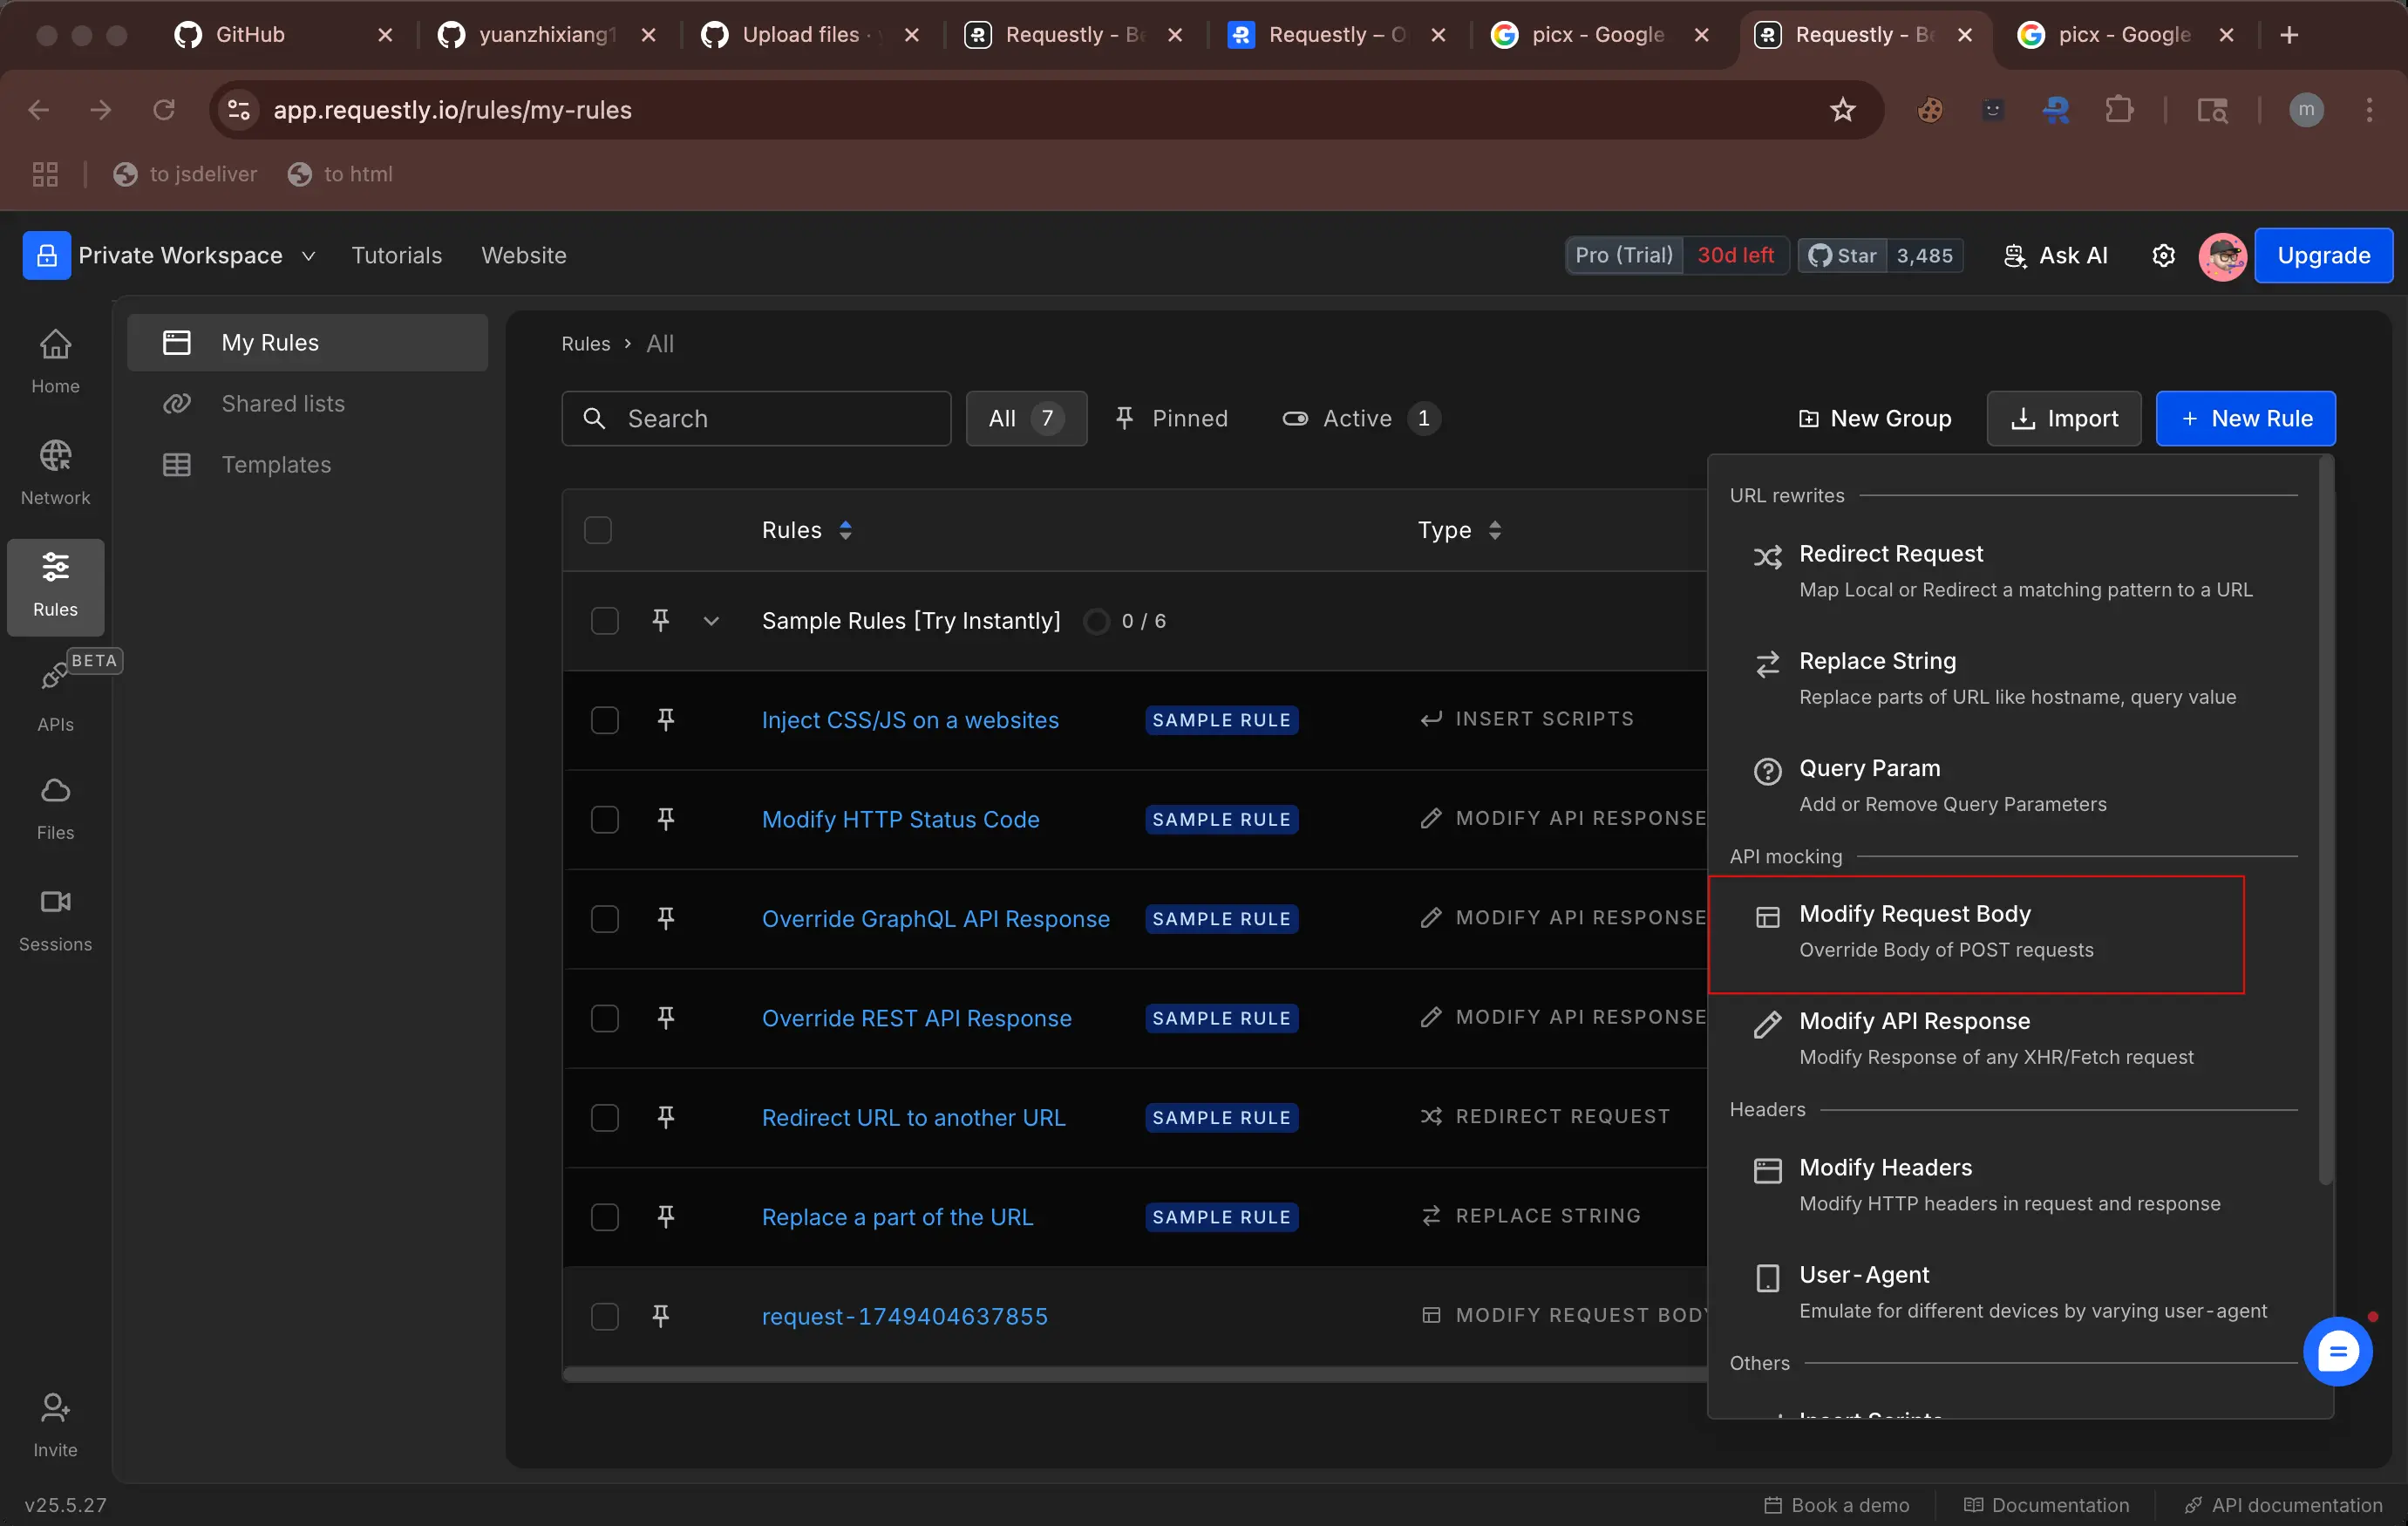 GitHub
yuanzhixiang1
Upload files ·
Requestly - Be
Requestly – O
picx - Google
Requestly - Be
picx - Google
app.requestly.io/rules/my-rules
m
to jsdeliver
to html
Private Workspace
Tutorials
Website
Pro (Trial)
30d left
Star
3,485
Ask AI
Upgrade
Home
Network
Rules
BETA
APIs
Files
Sessions
Invite
My Rules
Shared lists
Templates
Rules > All
Search
All 7
Pinned
Active 1
New Group
Import
+ New Rule
Rules
Type
Sample Rules [Try Instantly] 0 / 6
Inject CSS/JS on a websites SAMPLE RULE INSERT SCRIPTS
Modify HTTP Status Code SAMPLE RULE MODIFY API RESPONSE
Override GraphQL API Response SAMPLE RULE MODIFY API RESPONSE
Override REST API Response SAMPLE RULE MODIFY API RESPONSE
Redirect URL to another URL SAMPLE RULE REDIRECT REQUEST
Replace a part of the URL SAMPLE RULE REPLACE STRING
request-1749404637855 MODIFY REQUEST BODY
URL rewrites
Redirect Request
Map Local or Redirect a matching pattern to a URL
Replace String
Replace parts of URL like hostname, query value
Query Param
Add or Remove Query Parameters
API mocking
Modify Request Body
Override Body of POST requests
Modify API Response
Modify Response of any XHR/Fetch request
Headers
Modify Headers
Modify HTTP headers in request and response
User-Agent
Emulate for different devices by varying user-agent
Others
Insert Scripts
v25.5.27
Book a demo
Documentation
API documentation